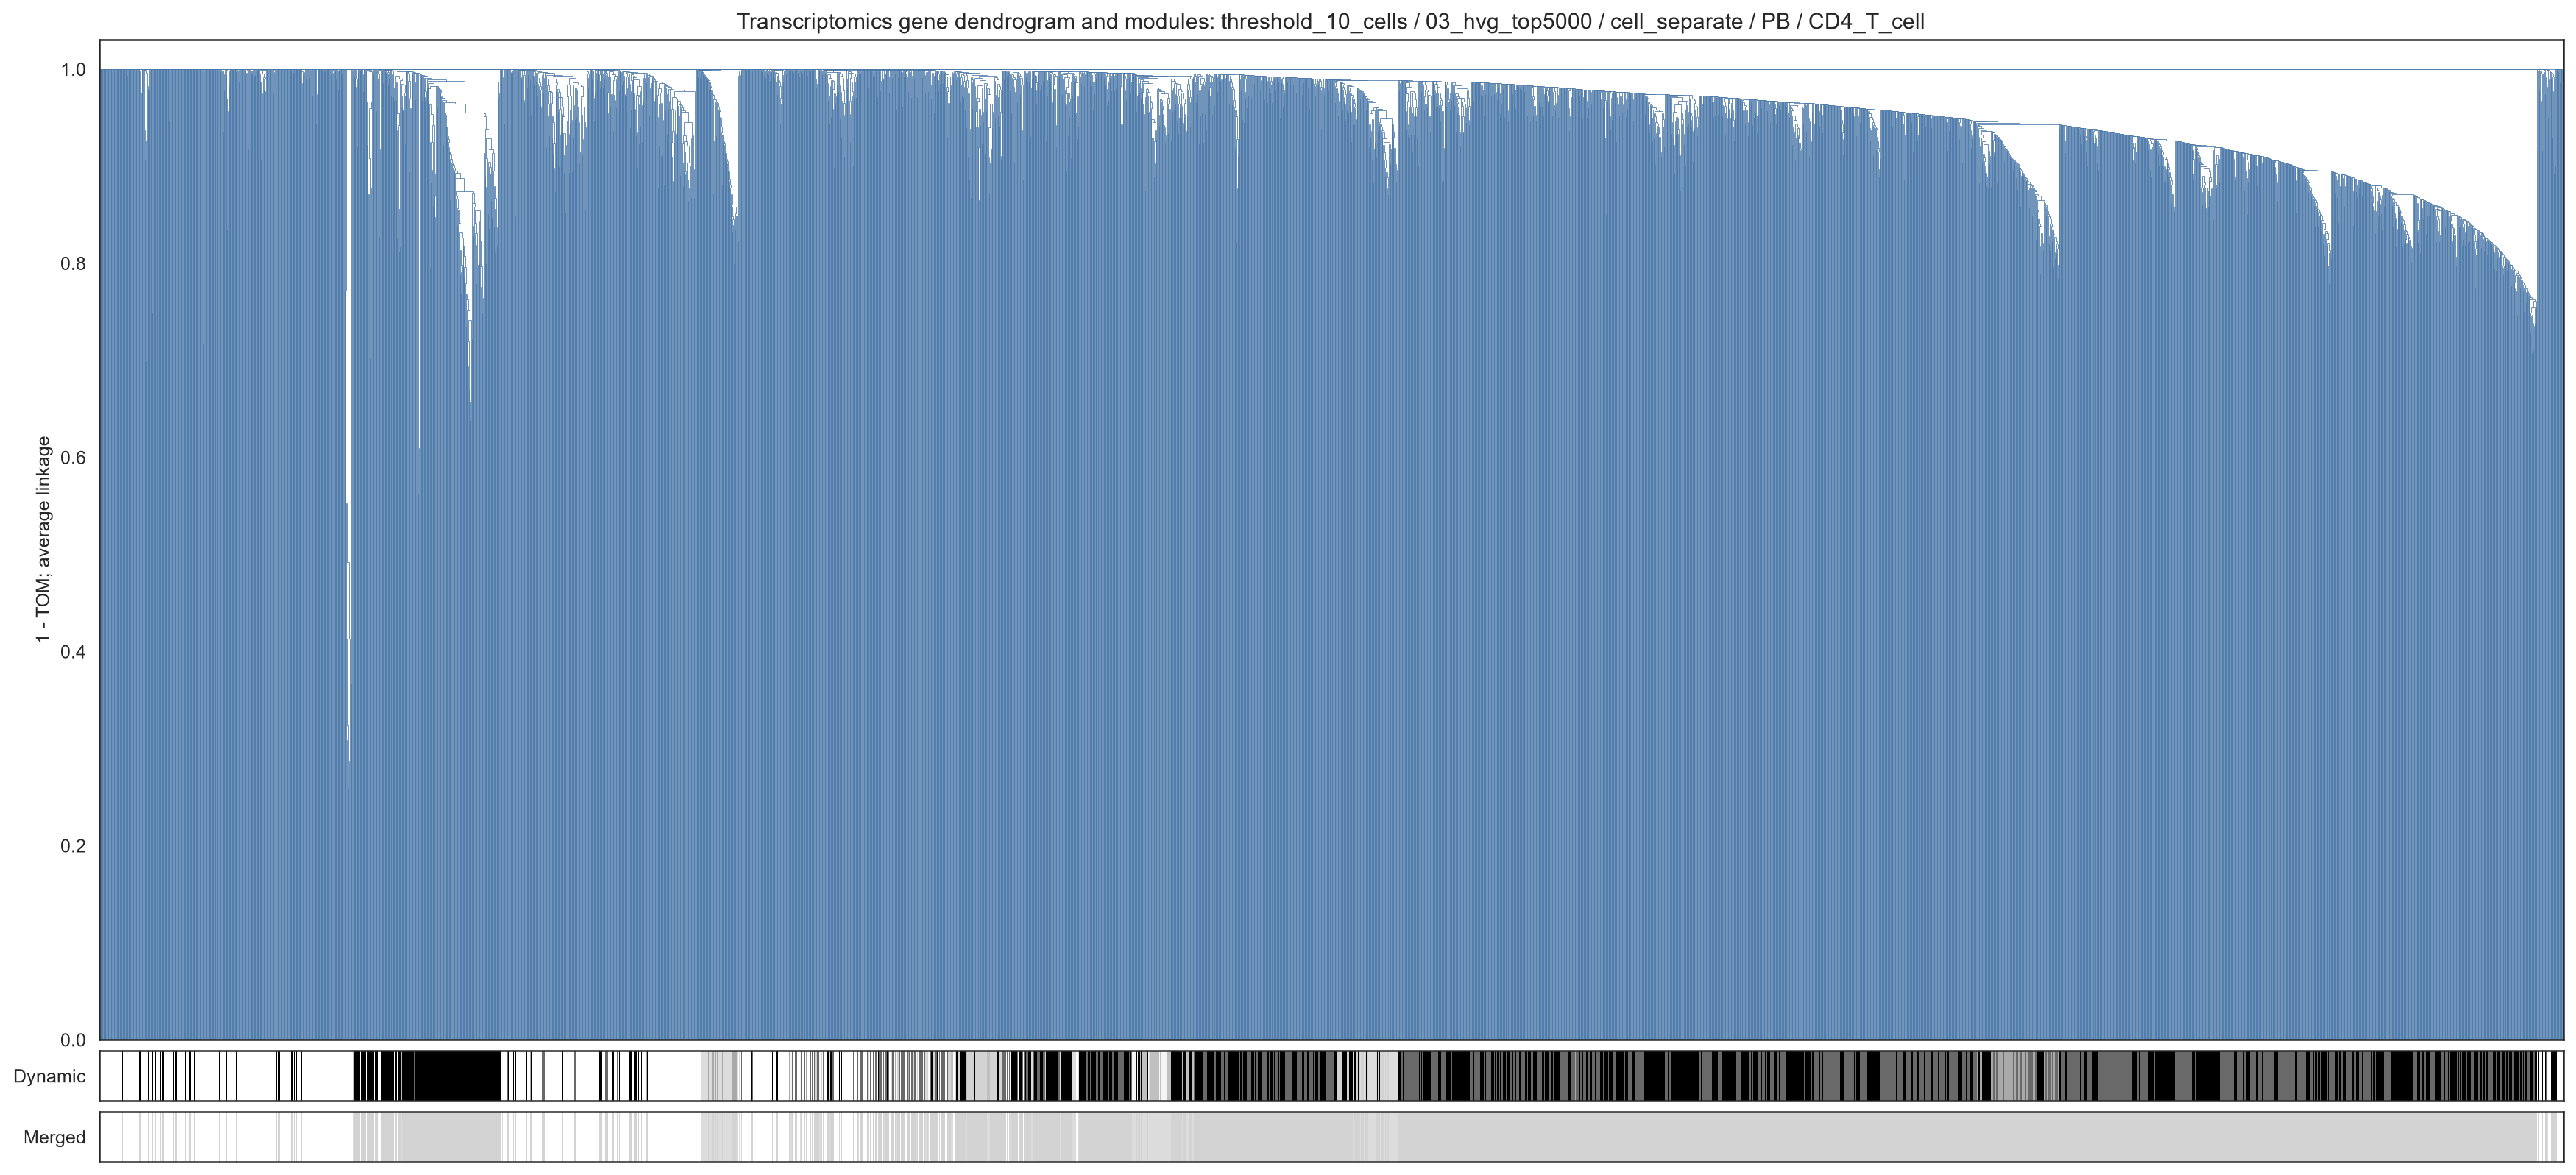 Transcriptomics gene dendrogram and modules: threshold_10_cells / 03_hvg_top5000 / cell_separate / PB / CD4_T_cell
1.0
0.8
0.6
0.4
0.2
0.0
1 - TOM; average linkage
Dynamic
Merged